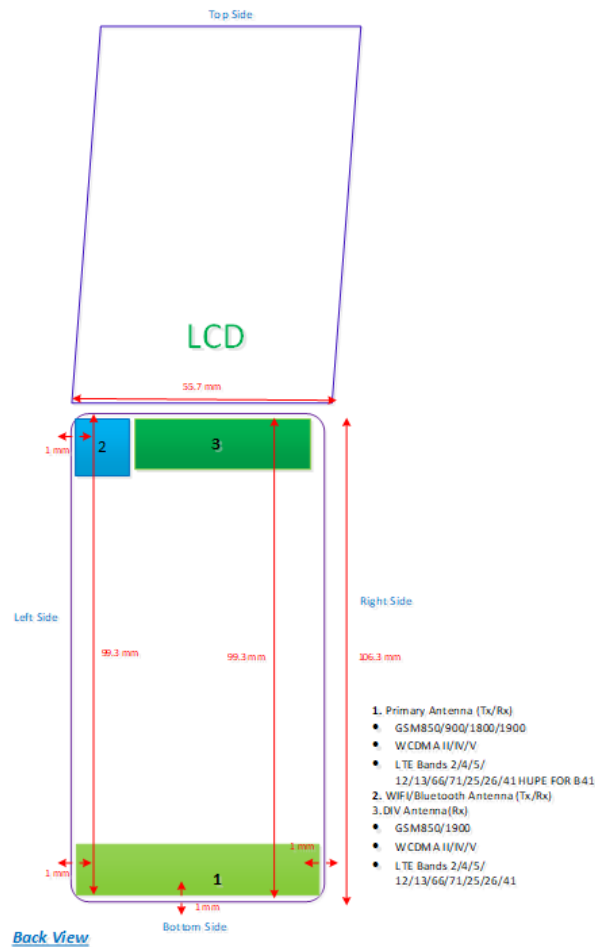 Top Side
LCD
55.7 mm
1 mm
2
3
Left Side
Right Side
99.3 mm
99.3 mm
106.3 mm
1. Primary Antenna (Tx/Rx)
• GSM850/900/1800/1900
• WCDMA II/IV/V
• LTE Bands 2/4/5/
12/13/66/71/25/26/41 HUPE FOR B41
2. WIFI/Bluetooth Antenna (Tx/Rx)
3.DIV Antenna (Rx)
• GSM850/1900
• WCDMA II/IV/V
• LTE Bands 2/4/5/
12/13/66/71/25/26/41
1 mm
1 mm
1
1 mm
Bottom Side
Back View